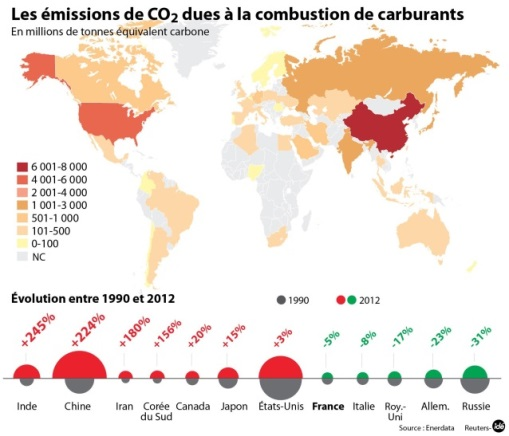 Les émissions de CO2 dues à la combustion de carburants
En millions de tonnes équivalent carbone
6 001-8 000
4 001-6 000
2 001-4 000
1 001-3 000
501-1 000
101-500
0-100
NC
Évolution entre 1990 et 2012
1990
2012
+245%
+224%
+180%
+156%
+20%
+15%
+3%
-5%
-8%
-17%
-23%
-31%
Inde
Chine
Iran
Corée
du Sud
Canada
Japon
États-Unis
France
Italie
Roy.-
Uni
Allem.
Russie
Source : Enerdata
Reuters-idé